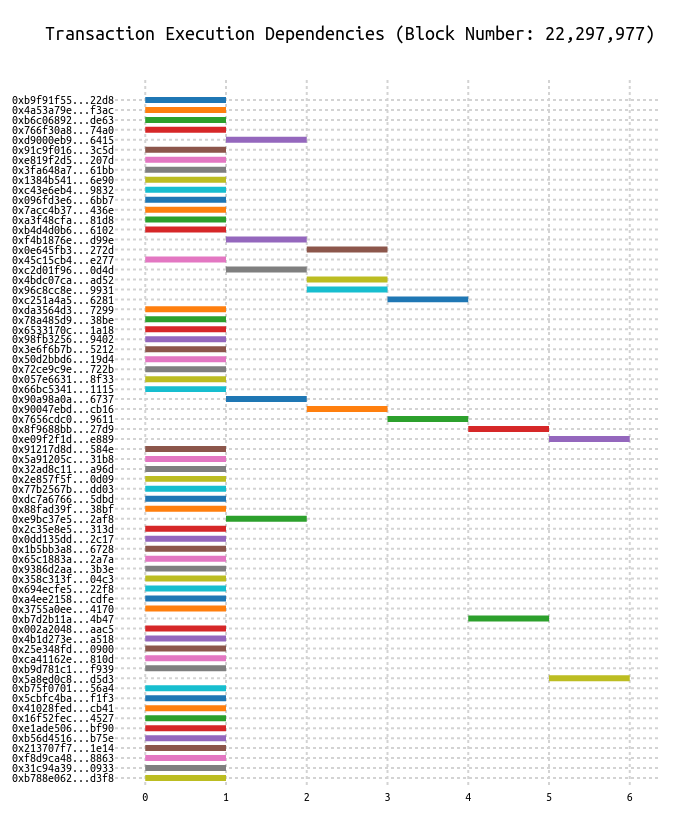 Transaction Execution Dependencies (Block Number: 22,297,977)
0xb9f91f55...22d8
0x4a53a79e...f3ac
0xb6c06892...de63
0x766f30a8...74a0
0xd9000eb9...6415
0x91c9f016...3c5d
0xe819f2d5...207d
0x3fa648a7...61bb
0x1384b541...6e90
0xc43e6eb4...9832
0x096fd3e6...6bb7
0x7acc4b37...436e
0xa3f48cfa...81d8
0xb4d4d0b6...6102
0xf4b1876e...d99e
0x0e645fb3...272d
0x45c15cb4...e277
0xc2d01f96...0d4d
0x4bdc07ca...ad52
0x96c8cc8e...9931
0xc251a4a5...6281
0xda3564d3...7299
0x78a485d9...38be
0x6533170c...1a18
0x98fb3256...9402
0x3e6f6b7b...5212
0x50d2bbd6...19d4
0x72ce9c9e...722b
0x057e6631...8f33
0x66bc5341...1115
0x90a98a0a...6737
0x90047ebd...cb16
0x7656cdc0...9611
0x8f9688bb...27d9
0xe09f2f1d...e889
0x91217d8d...584e
0x5a91205c...31b8
0x32ad8c11...a96d
0x2e857f5f...0d09
0x77b2567b...dd03
0xdc7a6766...5dbd
0x88fad39f...38bf
0xe9bc37e5...2af8
0x2c35e8e5...313d
0x0dd135dd...2c17
0x1b5bb3a8...6728
0x65c1883a...2a7a
0x9386d2aa...3b3e
0x358c313f...04c3
0x694ecfe5...22f8
0xa4ee2158...cdfe
0x3755a0ee...4170
0xb7d2b11a...4b47
0x002a2048...aac5
0x4b1d273e...a518
0x25e348fd...0900
0xca41162e...810d
0xb9d781c1...f939
0x5a8ed0c8...d5d3
0xb75f0701...56a4
0x5cbfc4ba...f1f3
0x41028fed...cb41
0x16f52fec...4527
0xe1ade506...bf90
0xb56d4516...b75e
0x213707f7...1e14
0xf8d9ca48...8863
0x31c94a39...0933
0xb788e062...d3f8
0 1 2 3 4 5 6